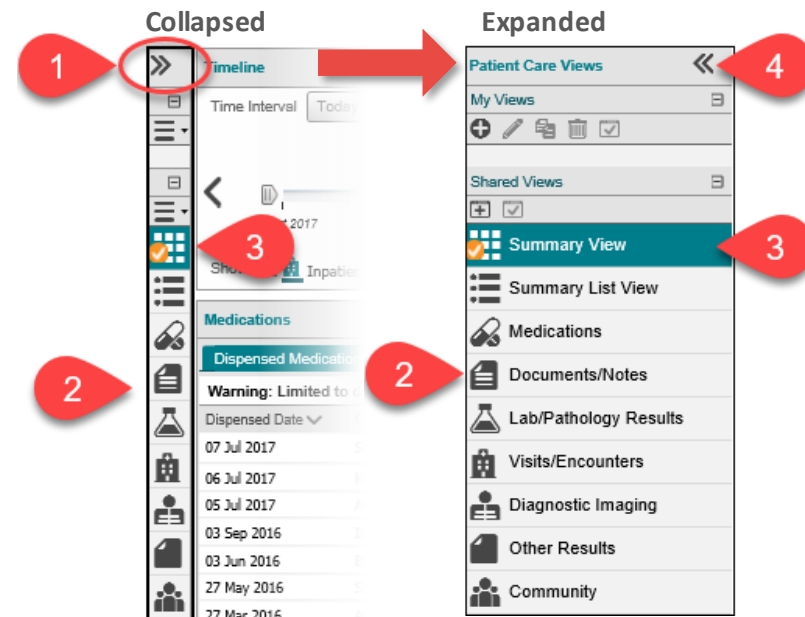 Collapsed
Expanded
1
Timeline
Time Interval Today
2017
3
Inpatie
Medications
Dispensed Medication
Warning: Limited to
2
Dispensed Date
07 Jul 2017
06 Jul 2017
05 Jul 2017
03 Sep 2016
03 Jun 2016
27 May 2016
27 Mar 2016
Patient Care Views
4
My Views
Shared Views
Summary View
3
Summary List View
Medications
2
Documents/Notes
Lab/Pathology Results
Visits/Encounters
Diagnostic Imaging
Other Results
Community